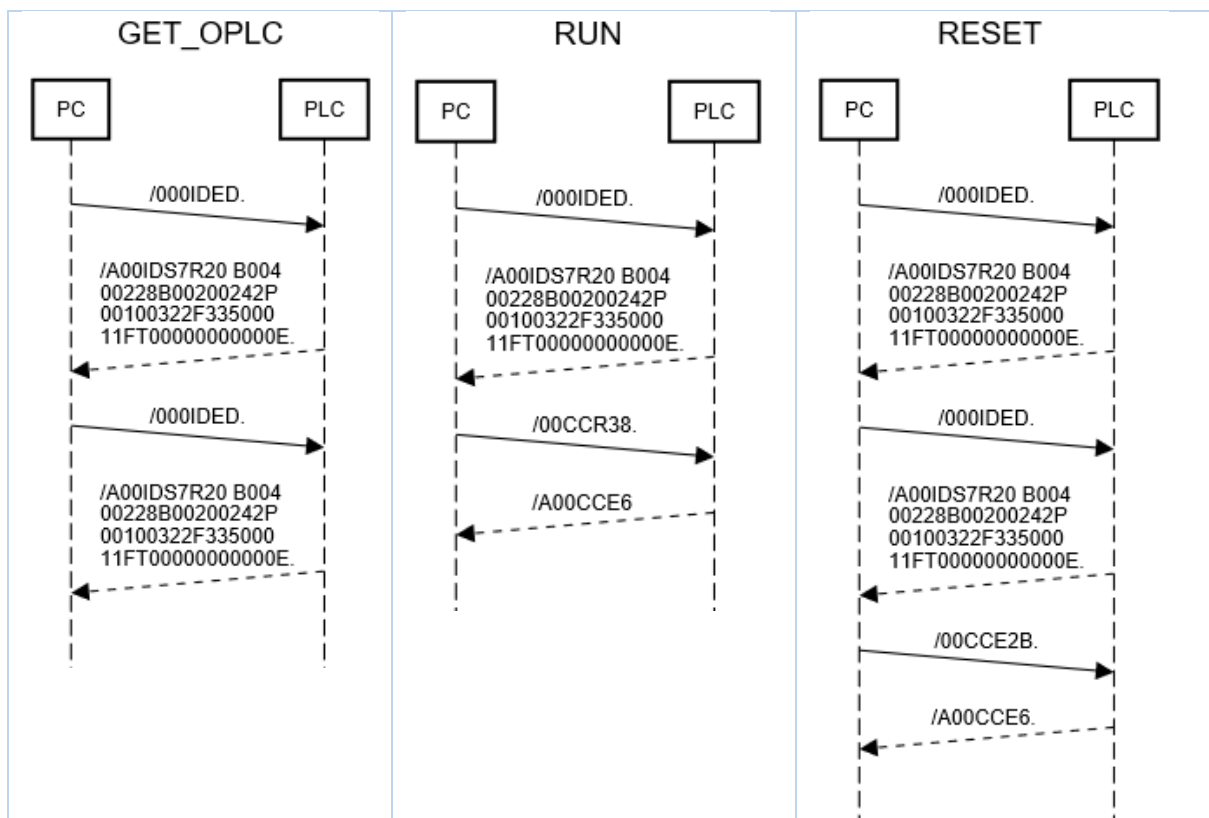 GET_OPLC
PC
PLC
/000IDED.
/A00IDS7R20 B004
00228B00200242P
00100322F335000
11FT00000000000E.
/000IDED.
/A00IDS7R20 B004
00228B00200242P
00100322F335000
11FT00000000000E.
RUN
PC
PLC
/000IDED.
/A00IDS7R20 B004
00228B00200242P
00100322F335000
11FT00000000000E.
/00CCR38.
/A00CCE6
RESET
PC
PLC
/000IDED.
/A00IDS7R20 B004
00228B00200242P
00100322F335000
11FT00000000000E.
/000IDED.
/A00IDS7R20 B004
00228B00200242P
00100322F335000
11FT00000000000E.
/00CCE2B.
/A00CCE6.